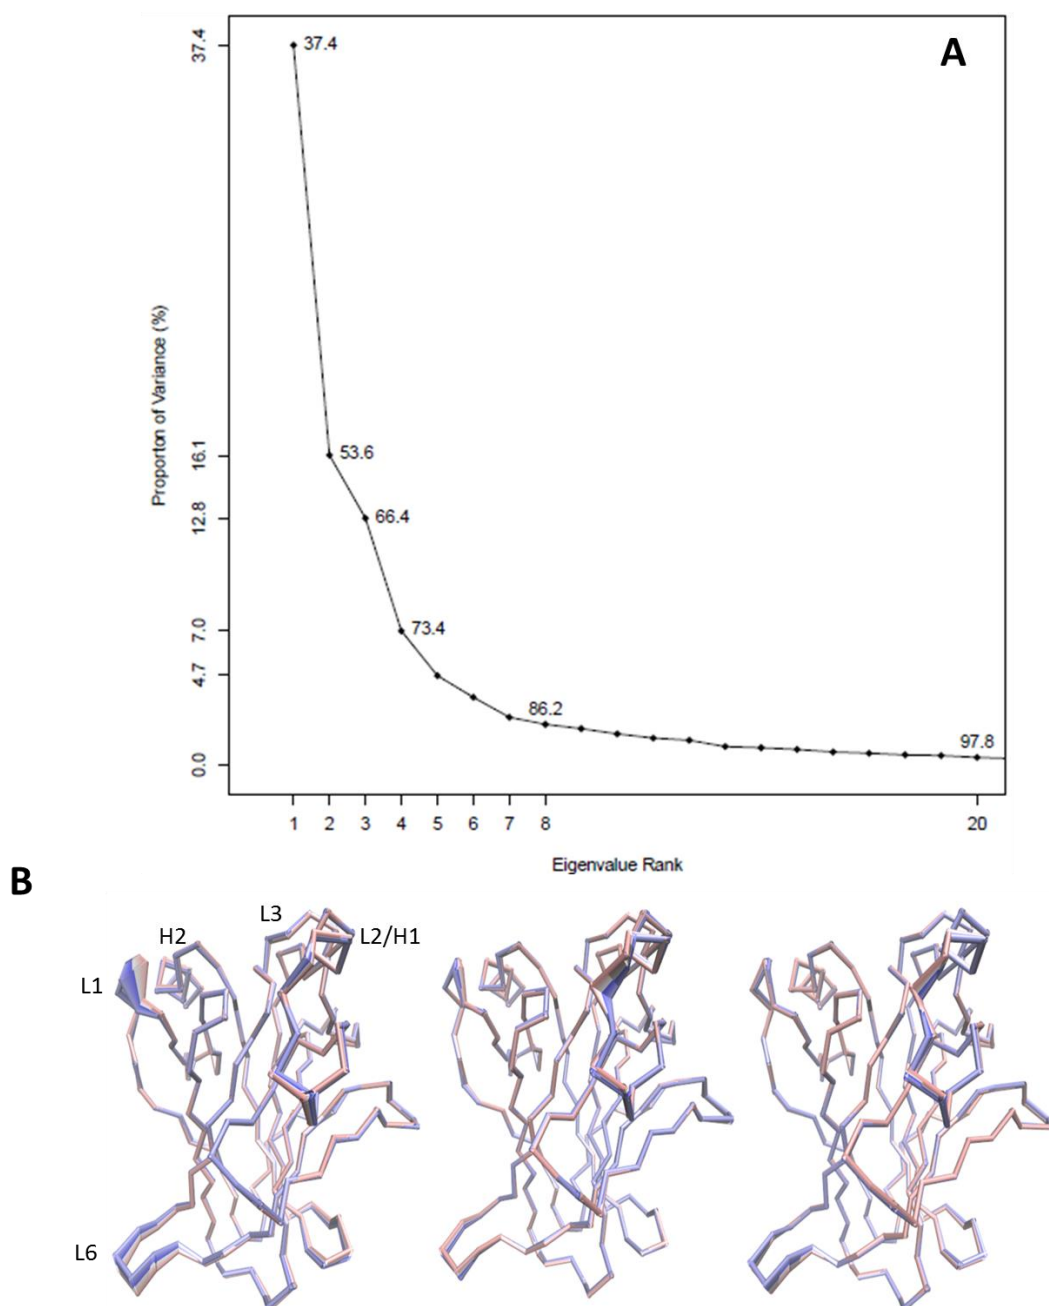 A
37.4
37.4
Proporton of Variance (%)
16.1
53.6
12.8
66.4
7.0
73.4
4.7
86.2
97.8
0.0
1 2 3 4 5 6 7 8 20
Eigenvalue Rank
B
L3
H2
L2/H1
L1
L6